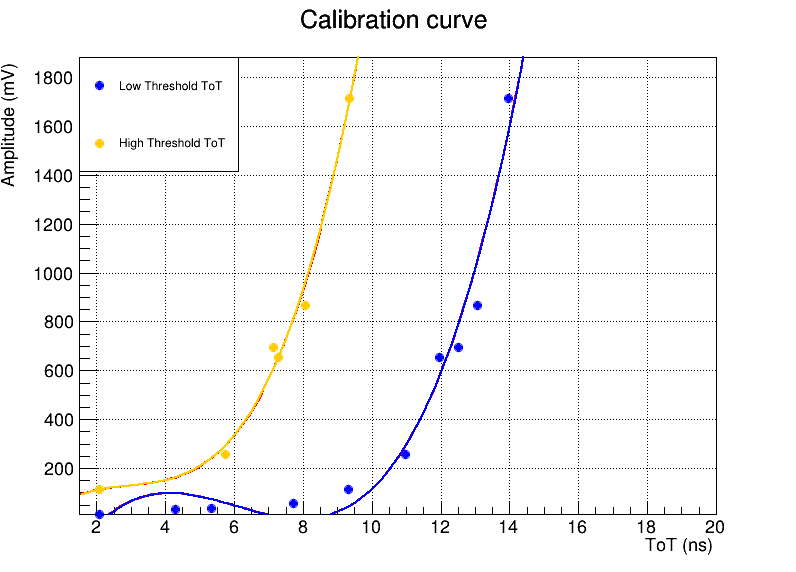 Calibration curve
Amplitude (mV)
1800
1600
1400
1200
1000
800
600
400
200
Low Threshold ToT
High Threshold ToT
2 4 6 8 10 12 14 16 18 20
ToT (ns)